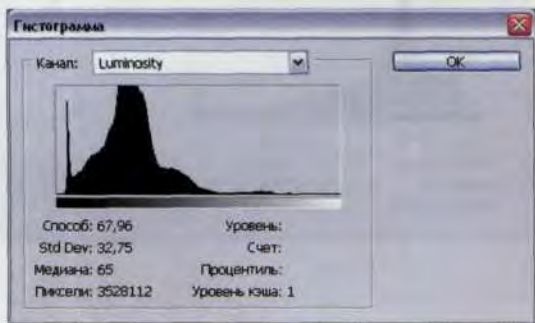 Гистограмма
Канал: Luminosity
OK
Способ: 67,96
Уровень:
Std Dev: 32,75
Счет:
Медиана: 65
Процентиль:
Пиксели: 3528112
Уровень кэша: 1